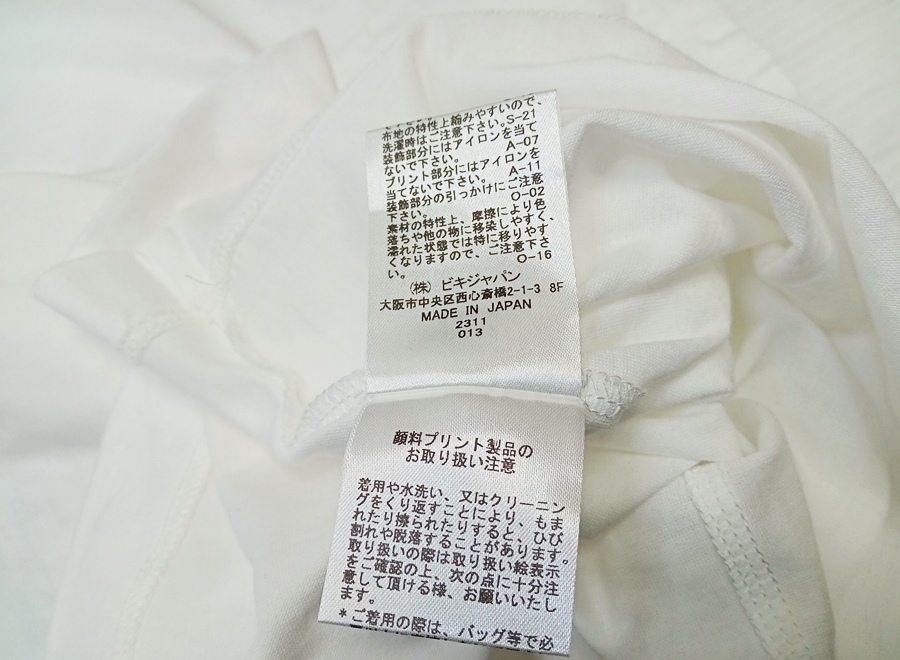 布地の特性上縮みやすいので、
洗濯時はご注意下さい。S-21
装飾部分にはアイロンを当て
ないで下さい。 A-07
プリント部分にはアイロンを
当てないで下さい。 A-11
装飾部分の引っかけにご注意
下さい。 O-02
素材の特性上、摩擦により色
落ちや他の物に移染しやすく、
濡れた状態では特に移りやす
くなりますので、ご注意下さ
い。 O-16
(株) ビキジャパン
大阪市中央区西心斎橋2-1-3 8F
MADE IN JAPAN
2311
013
顔料プリント製品の
お取り扱い注意
着用や水洗い、又はクリーニン
グをくり返すことにより、もま
れたり擦られたりすると、ひび
割れや脱落することがあります。
取り扱いの際は取り扱い絵表示
をご確認の上、次の点に十分注
意して頂ける様、お願いいたし
ます。
*ご着用の際は、バッグ等で必